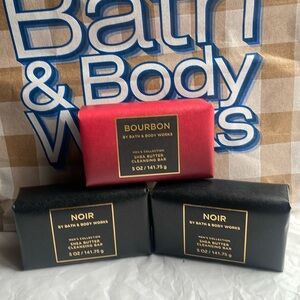 Bath
& Body
Works
BOURBON
BY BATH & BODY WORKS
MEN'S COLLECTION
SHEA BUTTER
CLEANSING BAR
5 OZ / 141.75 g
NOIR
BY BATH & BODY WORKS
MEN'S COLLECTION
SHEA BUTTER
CLEANSING BAR
5 OZ / 141.75 g
NOIR
BY BATH & BODY WORKS
MEN'S COLLECTION
SHEA BUTTER
CLEANSING BAR
5 OZ / 141.75 g